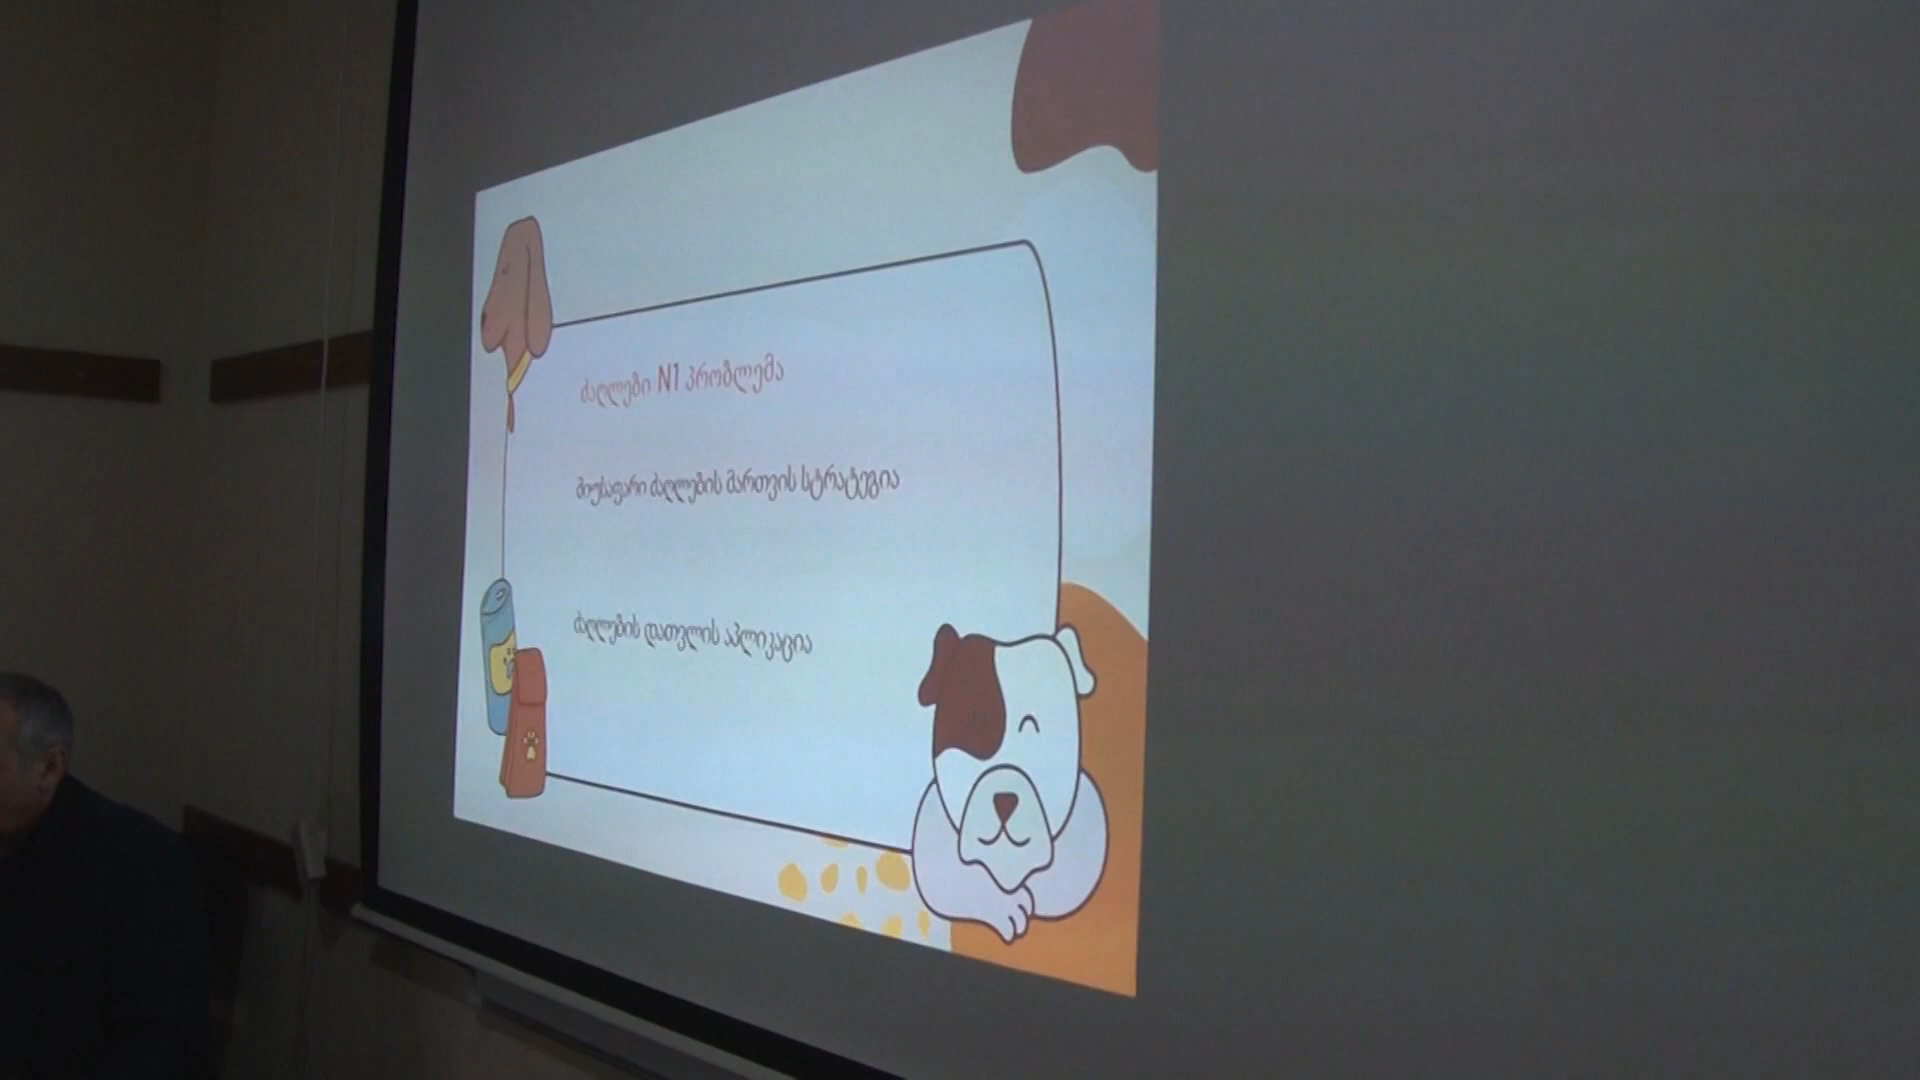 ძაღლები N1 პრობლემა
მიუსაფარი ძაღლების მართვის სტრატეგია
ძაღლების დათვლის აპლიკაცია